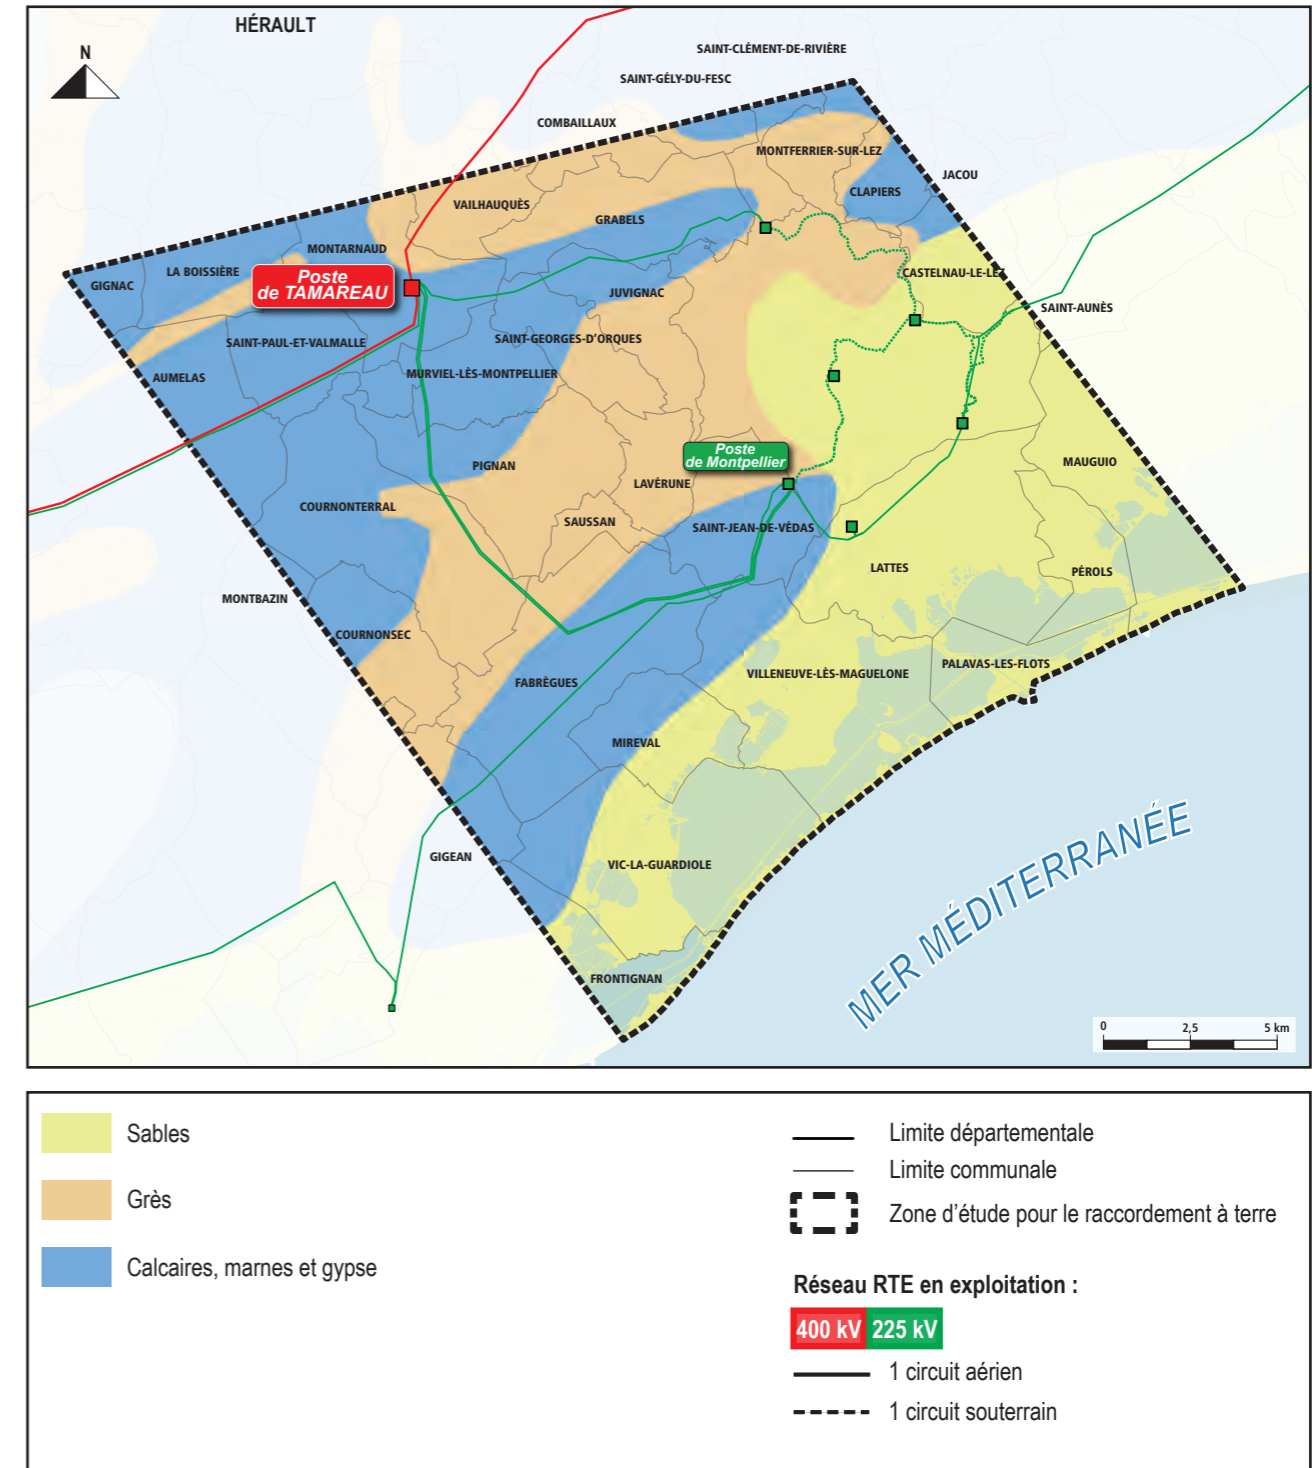 HÉRAULT
N
SAINT-CLÉMENT-DE-RIVIÈRE
SAINT-GÉLY-DU-FESC
COMBAILLAUX
MONTFERRIER-SUR-LEZ
JACOU
CLAPIERS
VAILHAUQUÈS
GRABELS
MONTARNAUD
LA BOISSIÈRE
GIGNAC
Poste
de TAMAREAU
CASTELNAU-LE-LEZ
JUVIGNAC
SAINT-AUNÈS
SAINT-GEORGES-D'ORQUES
SAINT-PAUL-ET-VALMALLE
AUMELAS
MURVIEL-LÈS-MONTPELLIER
Poste
de Montpellier
PIGNAN
MAUGUIO
LAVÉRUNE
COURNONTERRAL
SAUSSAN
SAINT-JEAN-DE-VÉDAS
LATTES
PÉROLS
MONTBAZIN
COURNONSEC
PALAVAS-LES-FLOTS
VILLENEUVE-LÈS-MAGUELONE
FABRÈGUES
MIREVAL
GIGEAN
VIC-LA-GUARDIOLE
MER MÉDITERRANÉE
FRONTIGNAN
0 2,5 5 km
Sables
Grès
Calcaires, marnes et gypse
Limite départementale
Limite communale
Zone d'étude pour le raccordement à terre
Réseau RTE en exploitation :
400 kV 225 kV
1 circuit aérien
1 circuit souterrain